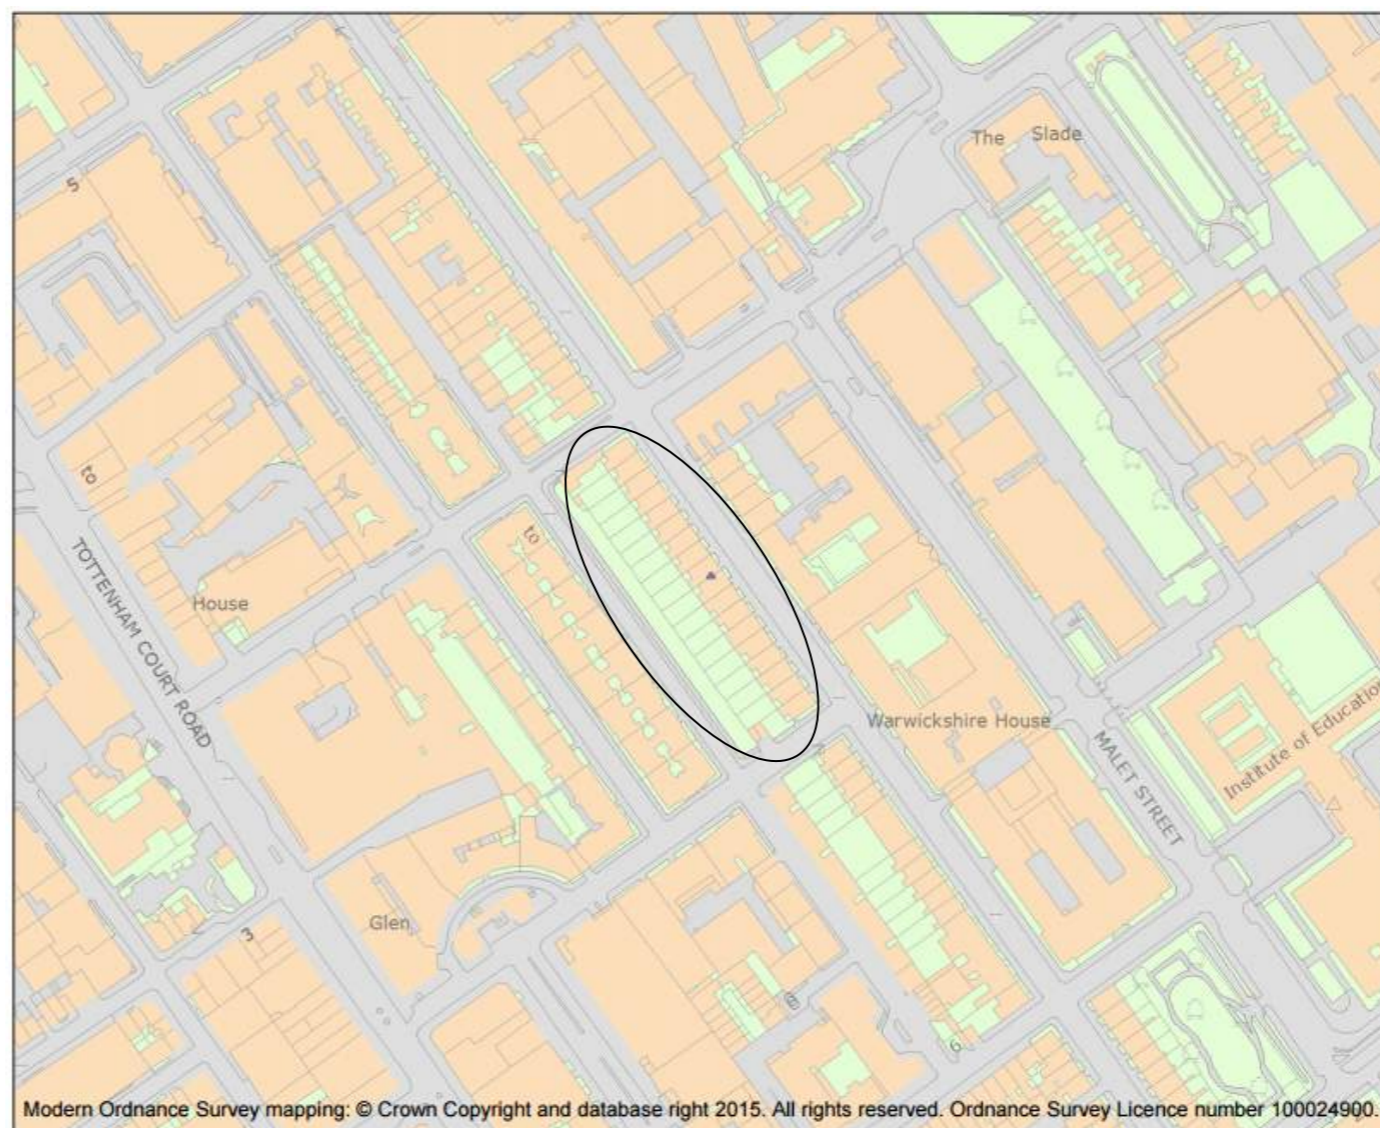 The Slade
5
to
TOTTENHAM COURT ROAD
House
to
Warwickshire House
MALET STREET
Institute of Education
Glen
3
6
Modern Ordnance Survey mapping: © Crown Copyright and database right 2015. All rights reserved. Ordnance Survey Licence number 100024900.